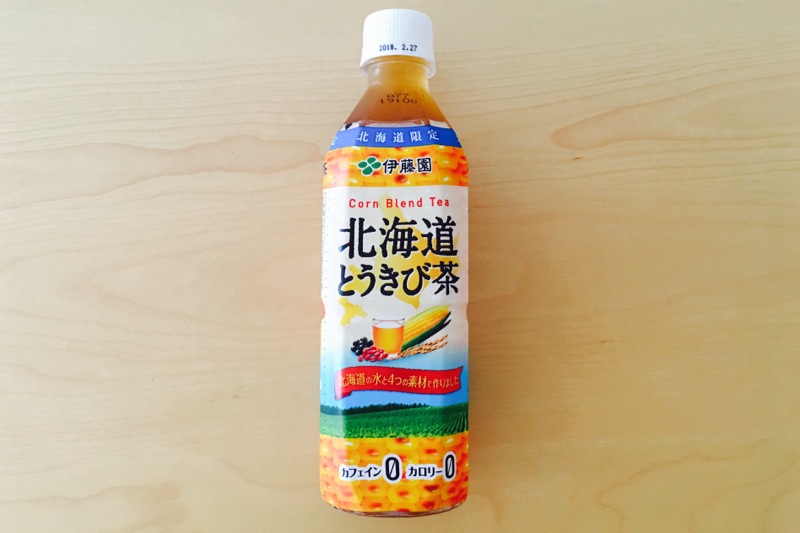 2018. 2.27
北海道限定
伊藤園
Corn Blend Tea
北海道
とうきび茶
北海道の水と4つの素材で作りました
カフェイン0 カロリー0